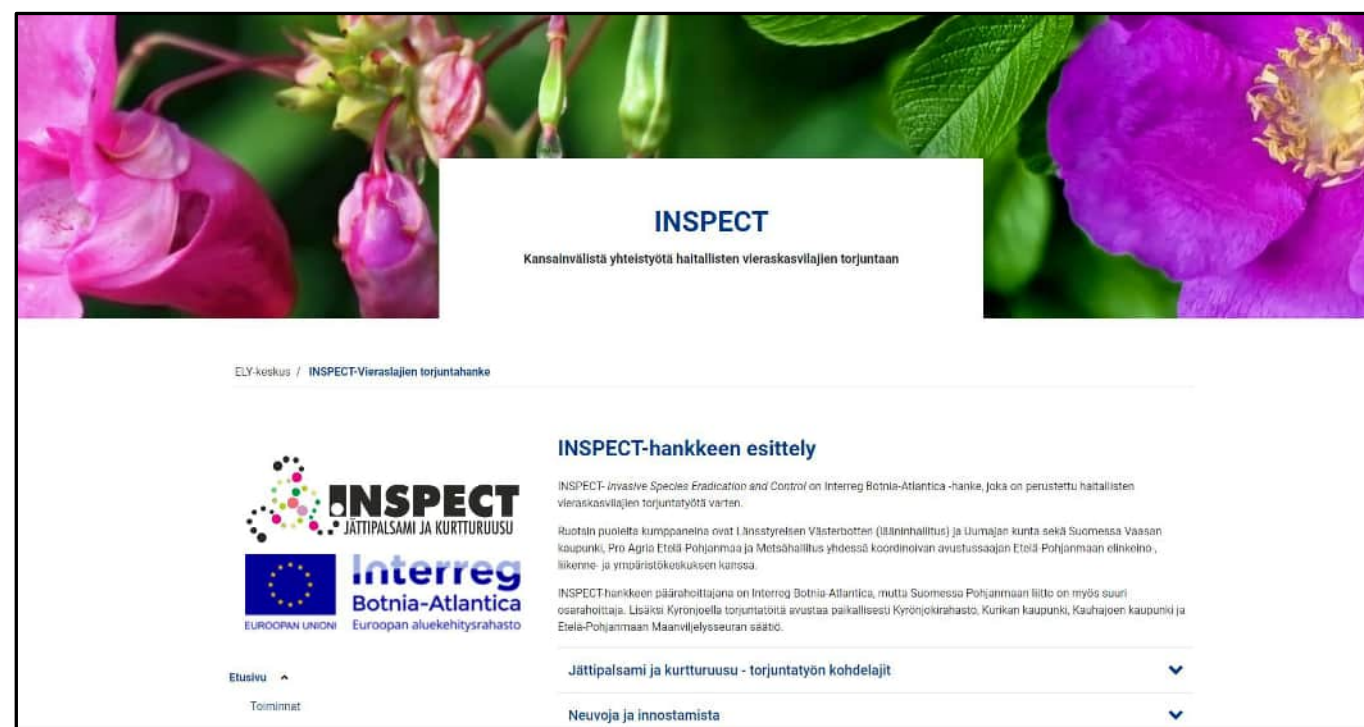 INSPECT
Kansainvälistä yhteistyötä haitallisten vieraskasvilajien torjuntaan
ELY-keskus / INSPECT-Vieraslajien torjuntahanke
INSPECT
JÄTTIPALSAMI JA KURTTURUUSU
Interreg
Botnia-Atlantica
EUROOPAN UNIONI Euroopan aluekehitysrahasto
Etusivu
Toiminnat
INSPECT-hankkeen esittely
INSPECT- Invasive Species Eradication and Control on Interreg Botnia-Atlantica -hanke, joka on perustettu haitallisten
vieraskasvilajien torjuntatyötä varten.
Ruotsin puolelta kumppaneina ovat Länsstyrelsen Västerbotten (lääninhallitus) ja Uumajan kunta sekä Suomessa Vaasan
kaupunki, Pro Agria Etelä-Pohjanmaa ja Metsähallitus yhdessä koordinoivan avustussaajan Etelä-Pohjanmaan elinkeino-,
liikenne- ja ympäristökeskuksen kanssa.
INSPECT-hankkeen päärahoittajana on Interreg Botnia-Atlantica, mutta Suomessa Pohjanmaan liitto on myös suuri
osarahoittaja. Lisäksi Kyrönjoella torjuntatöitä avustaa paikallisesti Kyrönjokirahasto, Kurikan kaupunki, Kauhajoen kaupunki ja
Etelä-Pohjanmaan Maanviljelysseuran säätiö.
Jättipalsami ja kurtturuusu - torjuntatyön kohdelajit
Neuvoja ja innostamista